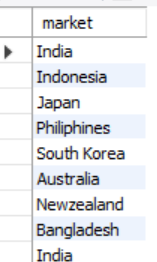 market
India
Indonesia
Japan
Philiphines
South Korea
Australia
Newzealand
Bangladesh
India